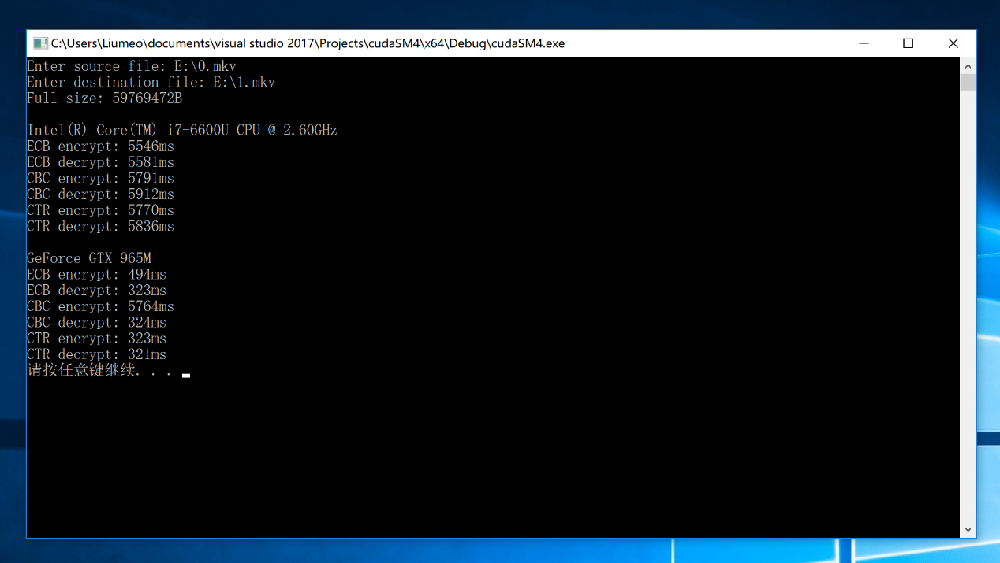 C:\Users\Liumeo\documents\visual studio 2017\Projects\cudaSM4\x64\Debug\cudaSM4.exe
Enter source file: E:\0.mkv
Enter destination file: E:\1.mkv
Full size: 59769472B
Intel(R) Core(TM) i7-6600U CPU @ 2.60GHz
ECB encrypt: 5546ms
ECB decrypt: 5581ms
CBC encrypt: 5791ms
CBC decrypt: 5912ms
CTR encrypt: 5770ms
CTR decrypt: 5836ms
GeForce GTX 965M
ECB encrypt: 494ms
ECB decrypt: 323ms
CBC encrypt: 5764ms
CBC decrypt: 324ms
CTR encrypt: 323ms
CTR decrypt: 321ms
请按任意键继续. . .